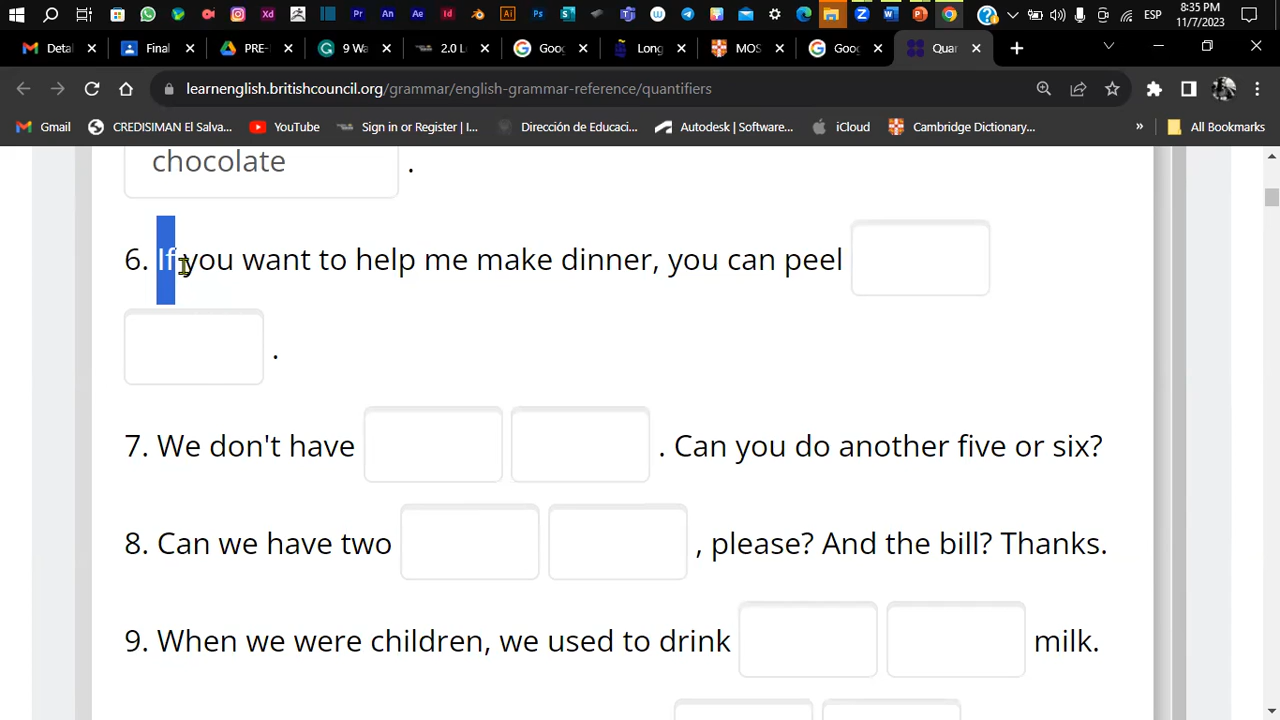 ESP
8:35 PM
11/7/2023
Detal
Final
PRE-
9 Wa
2.0 L
Goog
Long
MOS
Goog
Quar
learnenglish.britishcouncil.org/grammar/english-grammar-reference/quantifiers
Gmail
CREDISIMAN El Salva...
YouTube
Sign in or Register | I...
Dirección de Educaci...
Autodesk | Software...
iCloud
Cambridge Dictionary...
»
All Bookmarks
chocolate .
6. If you want to help me make dinner, you can peel
.
7. We don't have . Can you do another five or six?
8. Can we have two , please? And the bill? Thanks.
9. When we were children, we used to drink milk.